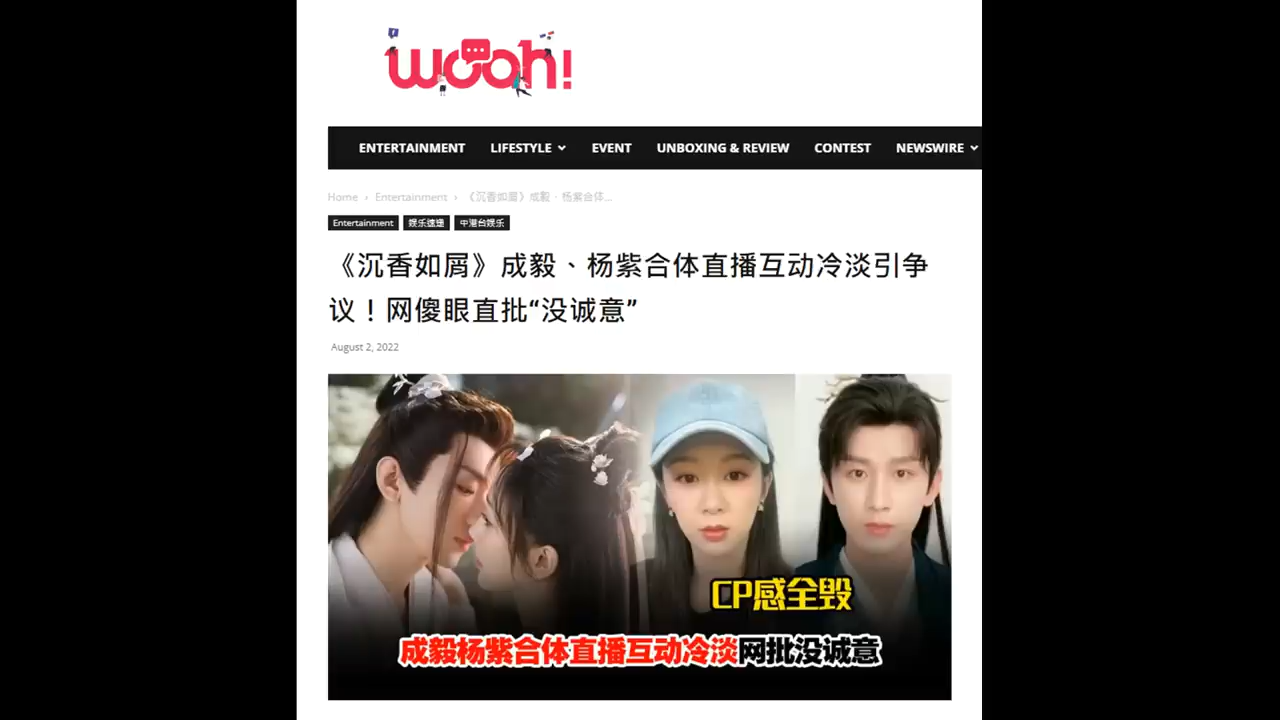 wooh!
ENTERTAINMENT LIFESTYLE EVENT UNBOXING & REVIEW CONTEST NEWSWIRE
Home › Entertainment › 《沉香如屑》成毅、杨紫合体...
Entertainment 娱乐速递 中港台娱乐
《沉香如屑》成毅、杨紫合体直播互动冷淡引争
议！网傻眼直批“没诚意”
August 2, 2022
CP感全毁
成毅杨紫合体直播互动冷淡网批没诚意